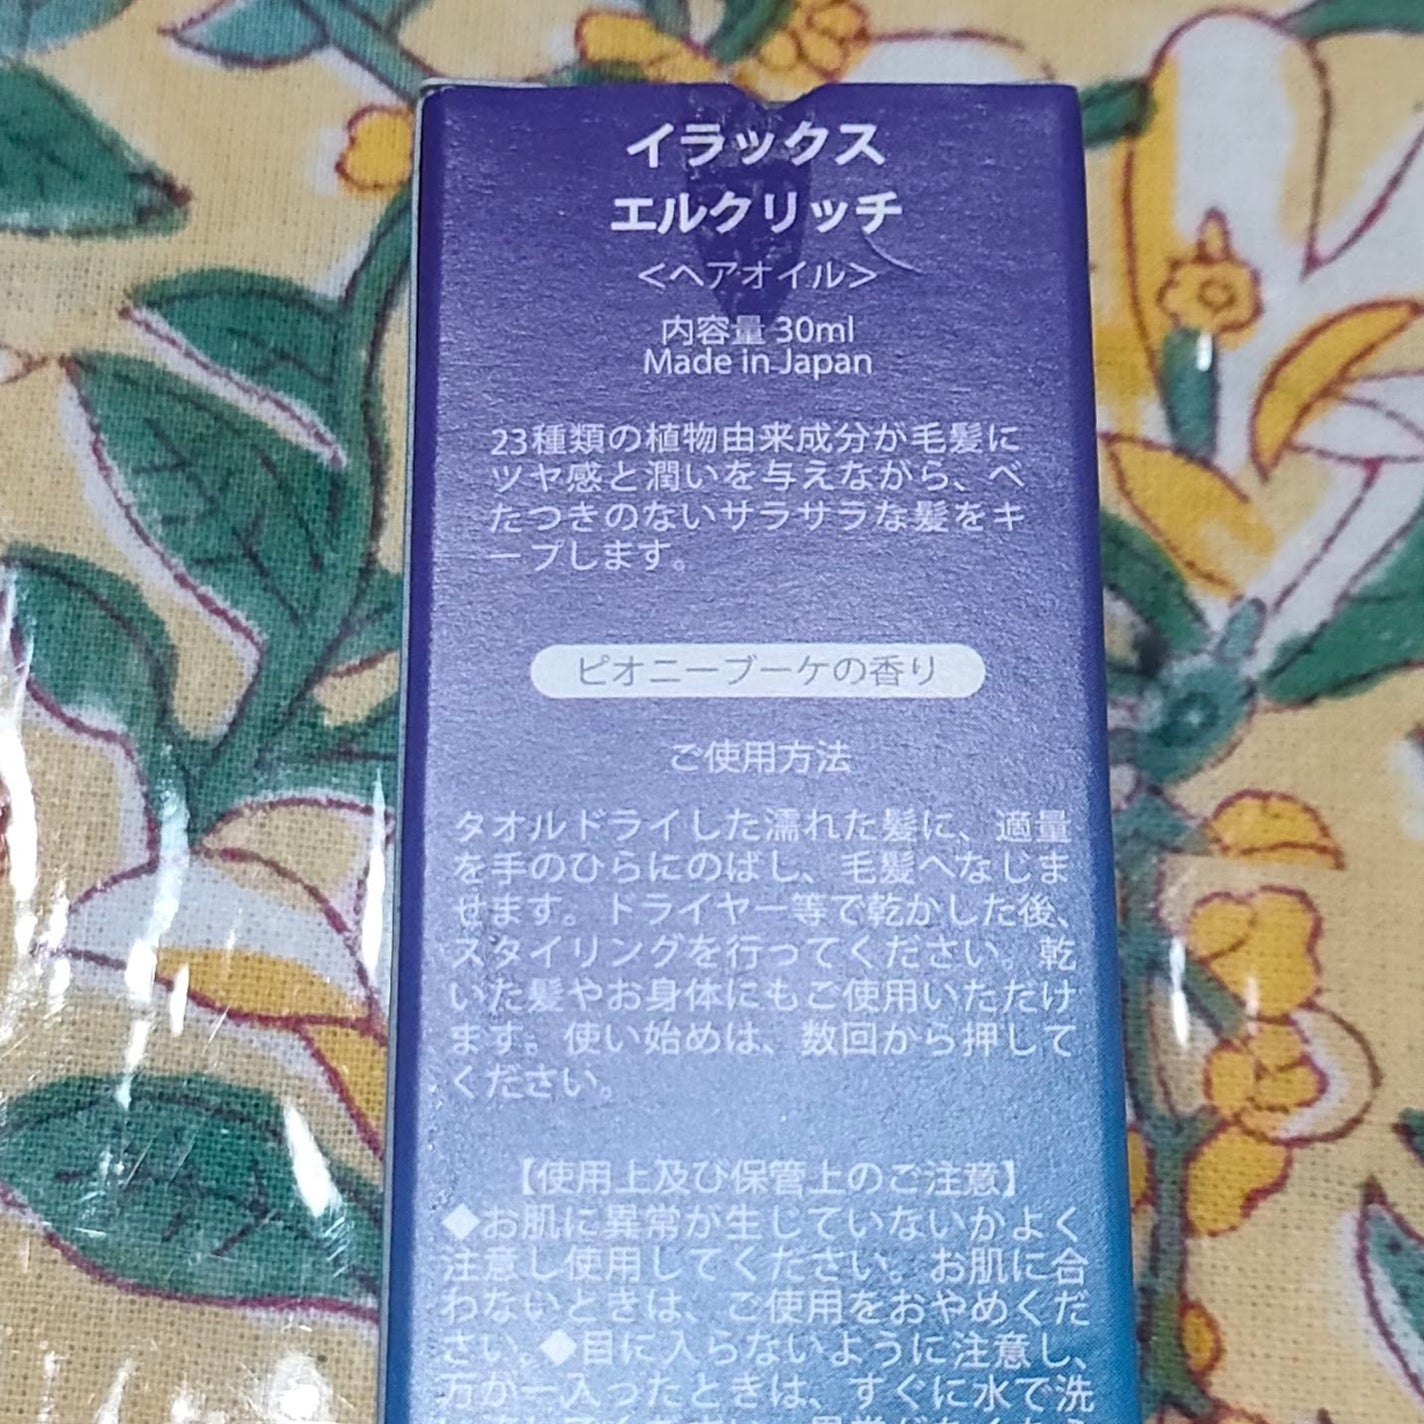 イラックス
エルクリッチ
<ヘアオイル>
内容量 30ml
Made in Japan
23種類の植物由来成分が毛髪に
ツヤ感と潤いを与えながら、べ
たつきのないサラサラな髪をキ
ープします。
ピオニーブーケの香り
ご使用方法
タオルドライした濡れた髪に、適量
を手のひらにのばし、毛髪へなじま
せます。ドライヤー等で乾かした後、
スタイリングを行ってください。乾
いた髪やお身体にもご使用いただけ
ます。使い始めは、数回から押して
ください。
【使用上及び保管上のご注意】
◆お肌に異常が生じていないかよく
注意し使用してください。お肌に合
わないときは、ご使用をおやめくだ
さい。◆目に入らないように注意し、
万が一入ったときは、すぐに水で洗